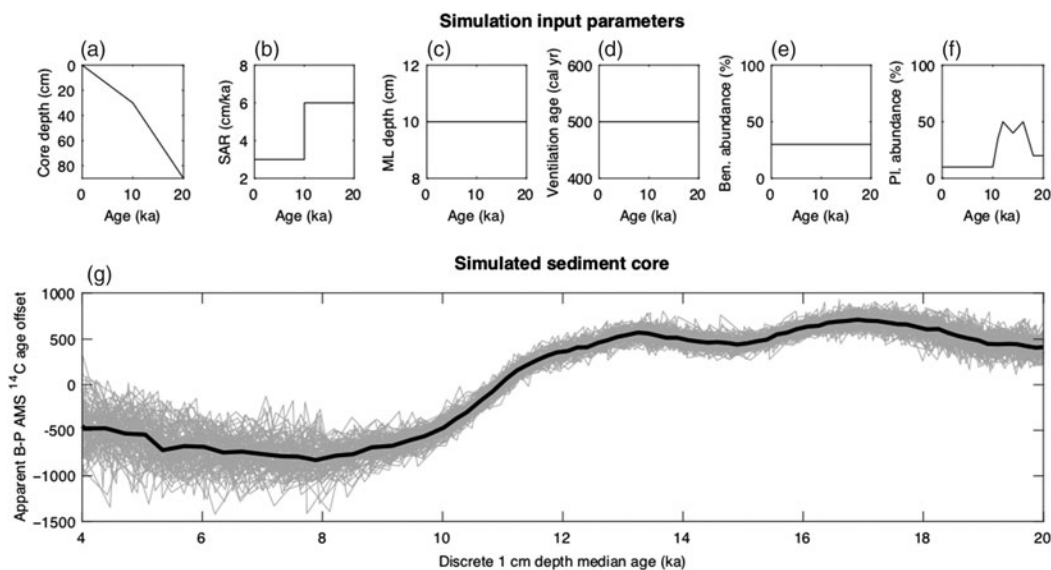 Simulation input parameters
(a)
(b)
(c)
(d)
(e)
(f)
Core depth (cm)
0
20
40
60
80
0 10 20
Age (ka)
SAR (cm/ka)
8
6
4
2
0 10 20
Age (ka)
ML depth (cm)
12
10
8
0 10 20
Age (ka)
Ventilation age (cal yr)
600
500
400
0 10 20
Age (ka)
Ben. abundance (%)
100
50
0
0 10 20
Age (ka)
Pl. abundance (%)
100
50
0
0 10 20
Age (ka)
Simulated sediment core
(g)
Apparent B-P AMS ¹⁴C age offset
1000
500
0
−500
−1000
−1500
4 6 8 10 12 14 16 18 20
Discrete 1 cm depth median age (ka)